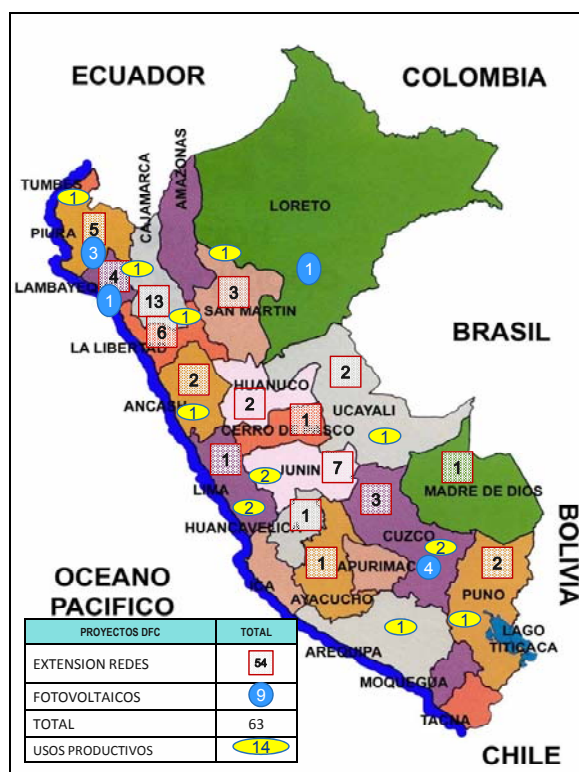 ECUADOR
COLOMBIA
TUMBES
CAJAMARCA
AMAZONAS
LORETO
1
PIURA
5
3
1
1
1
LAMBAYEQ
4
1
13
3
SAN MARTIN
1
BRASIL
6
LA LIBERTAD
2
HUANUCO
2
ANCASH
1
2
UCAYALI
CERRO DE PASCO
1
1
1
LIMA
2
JUNIN
7
1
MADRE DE DIOS
3
2
HUANCAVELICA
1
CUZCO
2
BOLIVIA
1
APURIMAC
4
2
PUNO
OCEANO
PACIFICO
ICA
AYACUCHO
1
1
LAGO
TITICACA
AREQUIPA
MOQUEGUA
TACNA
CHILE
PROYECTOS DFC TOTAL
EXTENSION REDES 54
FOTOVOLTAICOS 9
TOTAL 63
USOS PRODUCTIVOS 14